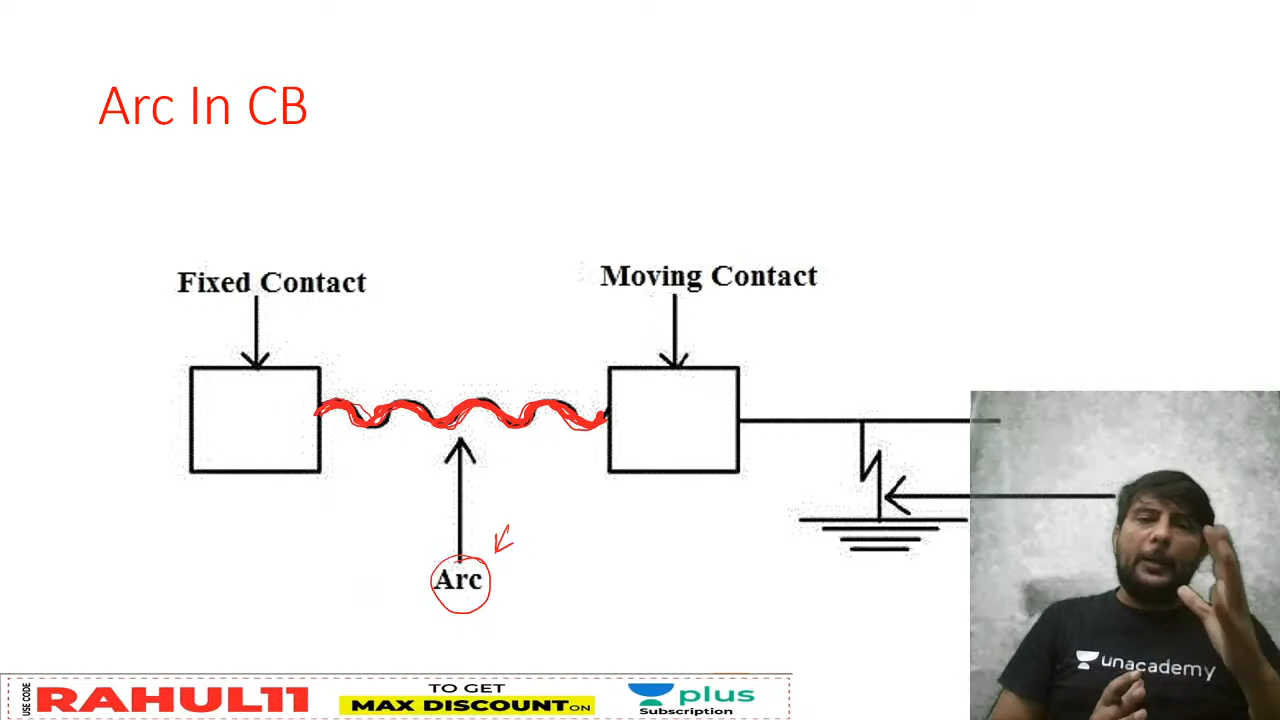 Arc In CB
Fixed Contact
Moving Contact
Arc
unacademy
USE CODE
RAHUL11
TO GET
MAX DISCOUNT ON
plus
Subscription